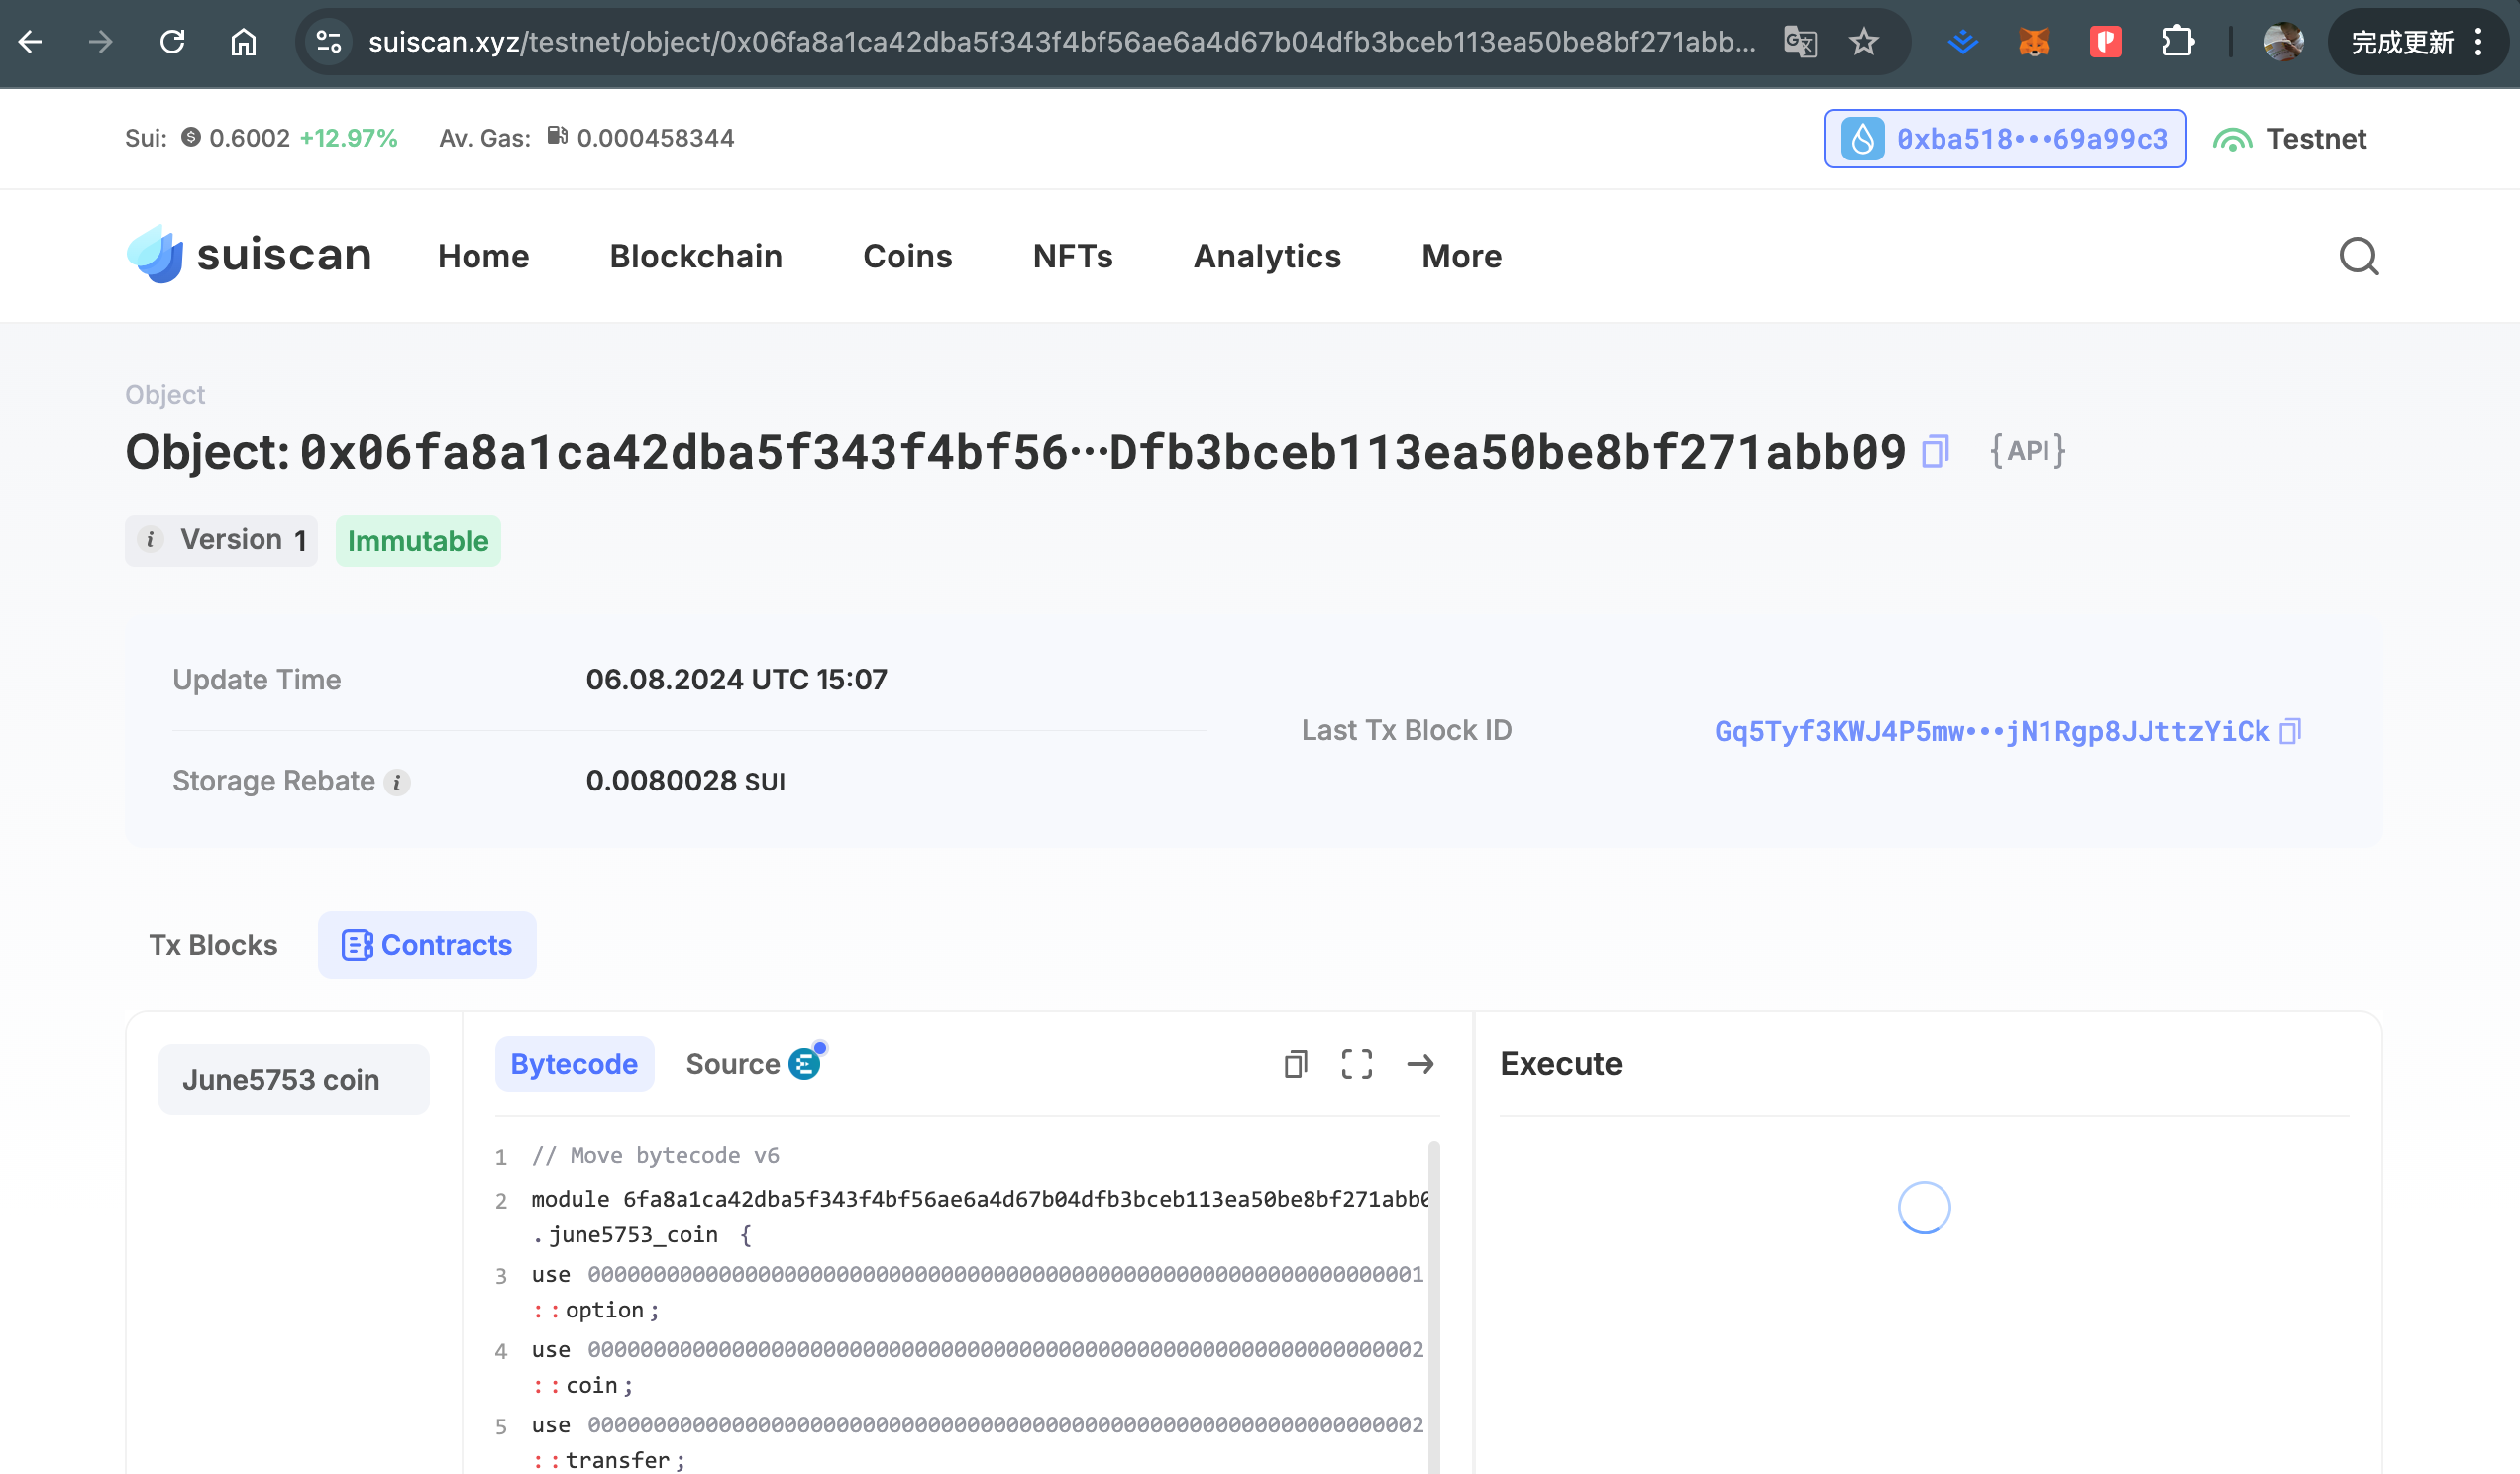 suiscan.xyz/testnet/object/0x06fa8a1ca42dba5f343f4bf56ae6a4d67b04dfb3bceb113ea50be8bf271abb...
完成更新
Sui: 0.6002 +12.97% Av. Gas: 0.000458344
0xba518•••69a99c3 Testnet
suiscan Home Blockchain Coins NFTs Analytics More
Object
Object: 0x06fa8a1ca42dba5f343f4bf56···Dfb3bceb113ea50be8bf271abb09 {API}
i Version 1 Immutable
Update Time 06.08.2024 UTC 15:07
Last Tx Block ID Gq5Tyf3KWJ4P5mw•••jN1Rgp8JJttzYiCk
Storage Rebate i 0.0080028 SUI
Tx Blocks Contracts
June5753 coin
Bytecode Source
Execute
1 // Move bytecode v6
2 module 6fa8a1ca42dba5f343f4bf56ae6a4d67b04dfb3bceb113ea50be8bf271abb0
.june5753_coin {
3 use 0000000000000000000000000000000000000000000000000000000000000001
::option;
4 use 0000000000000000000000000000000000000000000000000000000000000002
::coin;
5 use 0000000000000000000000000000000000000000000000000000000000000002
::transfer;